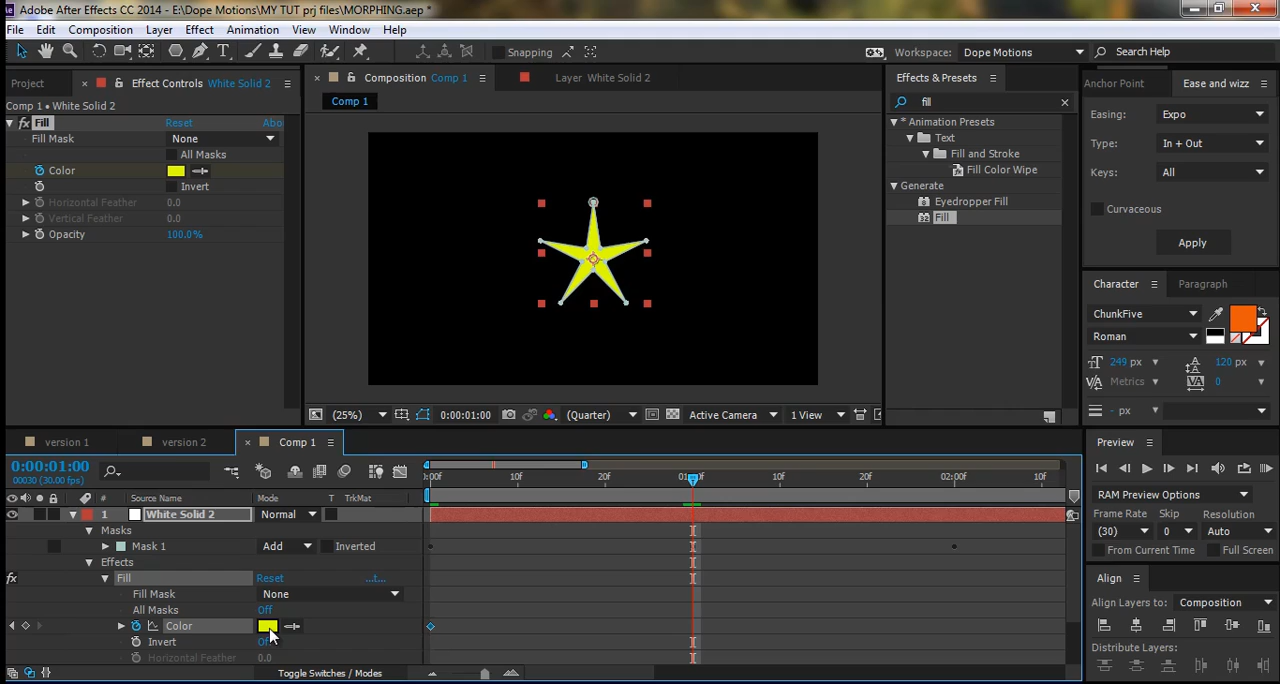 Adobe After Effects CC 2014 - E:\Dope Motions\MY TUT prj files\MORPHING.aep *
File Edit Composition Layer Effect Animation View Window Help
Snapping
Workspace: Dope Motions
Search Help
Project
Effect Controls White Solid 2
Comp 1 • White Solid 2
fx Fill Reset Abo
Fill Mask None
All Masks
Color
Invert
Horizontal Feather 0.0
Vertical Feather 0.0
Opacity 100.0%
Composition Comp 1
Layer White Solid 2
Comp 1
(25%) 0:00:01:00 (Quarter) Active Camera 1 View
Effects & Presets
fill
* Animation Presets
Text
Fill and Stroke
Fill Color Wipe
Generate
Eyedropper Fill
Fill
Anchor Point Ease and wizz
Easing: Expo
Type: In + Out
Keys: All
Curvaceous
Apply
Character Paragraph
ChunkFive
Roman
249 px 120 px
Metrics 0
- px
version 1 version 2 Comp 1
0:00:01:00
00030 (30.00 fps)
# Source Name Mode T TrkMat
10f 20f 10f 20f 02:00f 10f
1 White Solid 2 Normal
Masks
Mask 1 Add Inverted
Effects
fx Fill Reset ...t...
Fill Mask None
All Masks Off
Color
Invert
Horizontal Feather 0.0
Toggle Switches / Modes
Preview
RAM Preview Options
Frame Rate Skip Resolution
(30) 0 Auto
From Current Time Full Screen
Align
Align Layers to: Composition
Distribute Layers: